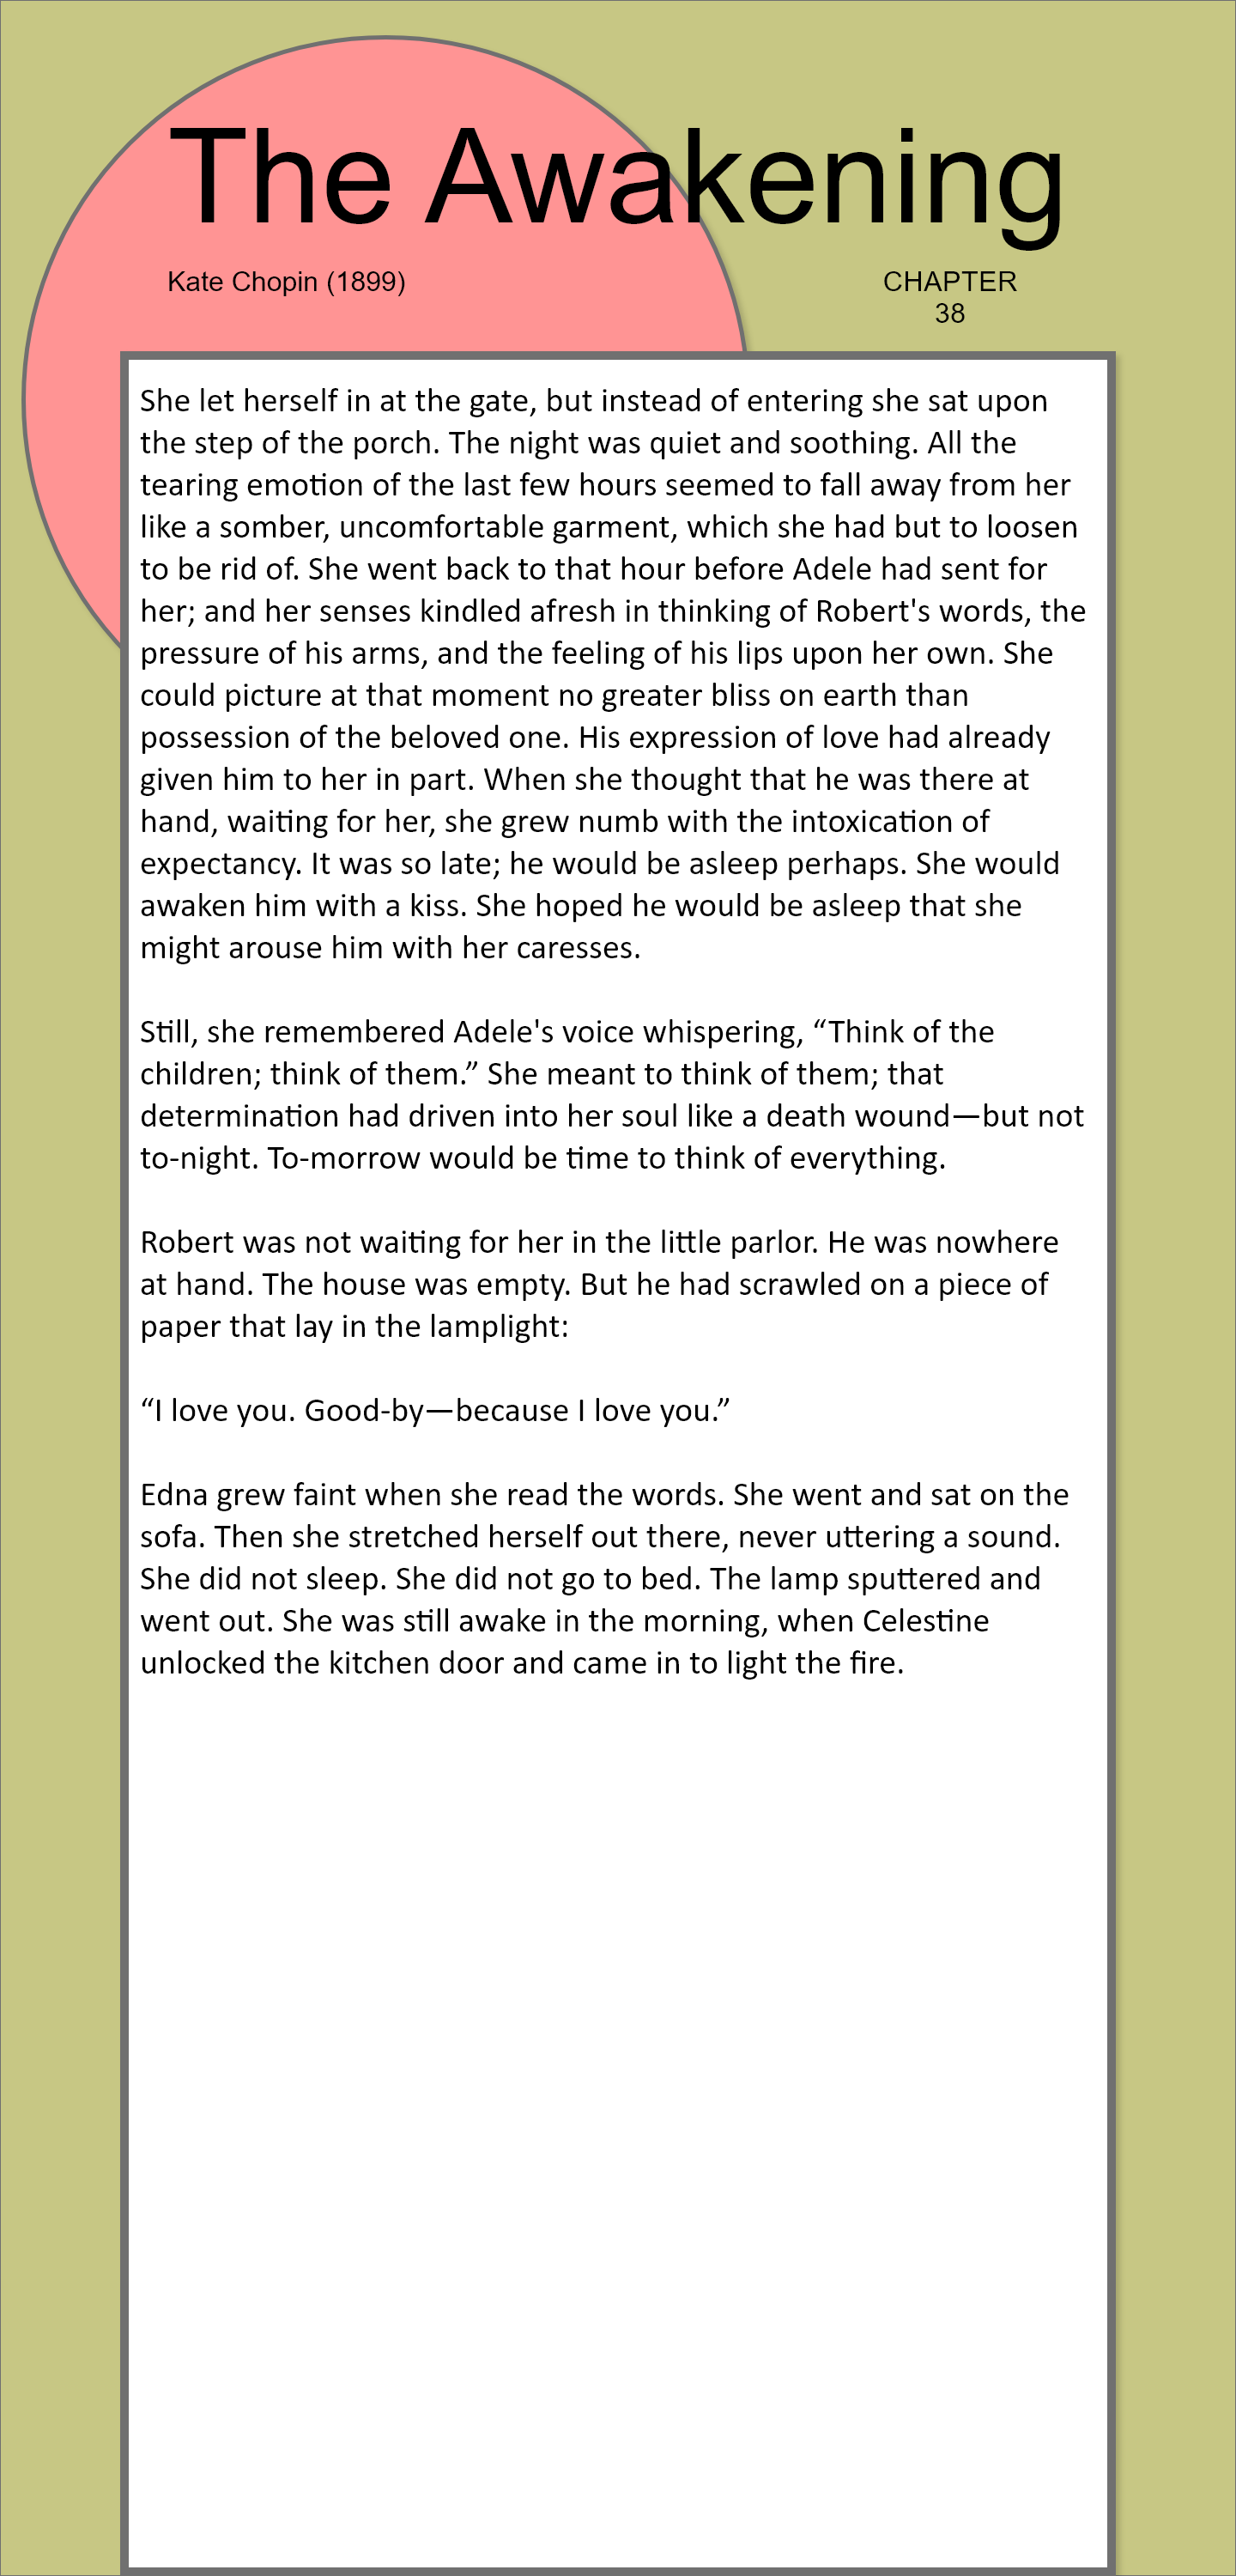 The Awakening
Kate Chopin (1899)
CHAPTER
38
She let herself in at the gate, but instead of entering she sat upon
the step of the porch. The night was quiet and soothing. All the
tearing emotion of the last few hours seemed to fall away from her
like a somber, uncomfortable garment, which she had but to loosen
to be rid of. She went back to that hour before Adele had sent for
her; and her senses kindled afresh in thinking of Robert's words, the
pressure of his arms, and the feeling of his lips upon her own. She
could picture at that moment no greater bliss on earth than
possession of the beloved one. His expression of love had already
given him to her in part. When she thought that he was there at
hand, waiting for her, she grew numb with the intoxication of
expectancy. It was so late; he would be asleep perhaps. She would
awaken him with a kiss. She hoped he would be asleep that she
might arouse him with her caresses.

Still, she remembered Adele's voice whispering, “Think of the
children; think of them.” She meant to think of them; that
determination had driven into her soul like a death wound—but not
to-night. To-morrow would be time to think of everything.

Robert was not waiting for her in the little parlor. He was nowhere
at hand. The house was empty. But he had scrawled on a piece of
paper that lay in the lamplight:

“I love you. Good-by—because I love you.”

Edna grew faint when she read the words. She went and sat on the
sofa. Then she stretched herself out there, never uttering a sound.
She did not sleep. She did not go to bed. The lamp sputtered and
went out. She was still awake in the morning, when Celestine
unlocked the kitchen door and came in to light the fire.